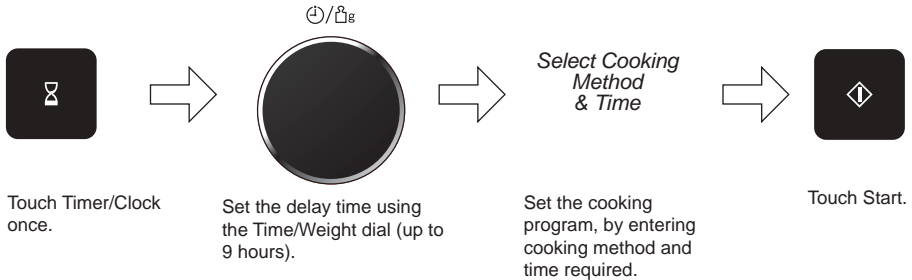 g
Select Cooking
Method
& Time
Touch Timer/Clock
once.
Set the delay time using
the Time/Weight dial (up to
9 hours).
Set the cooking
program, by entering
cooking method and
time required.
Touch Start.